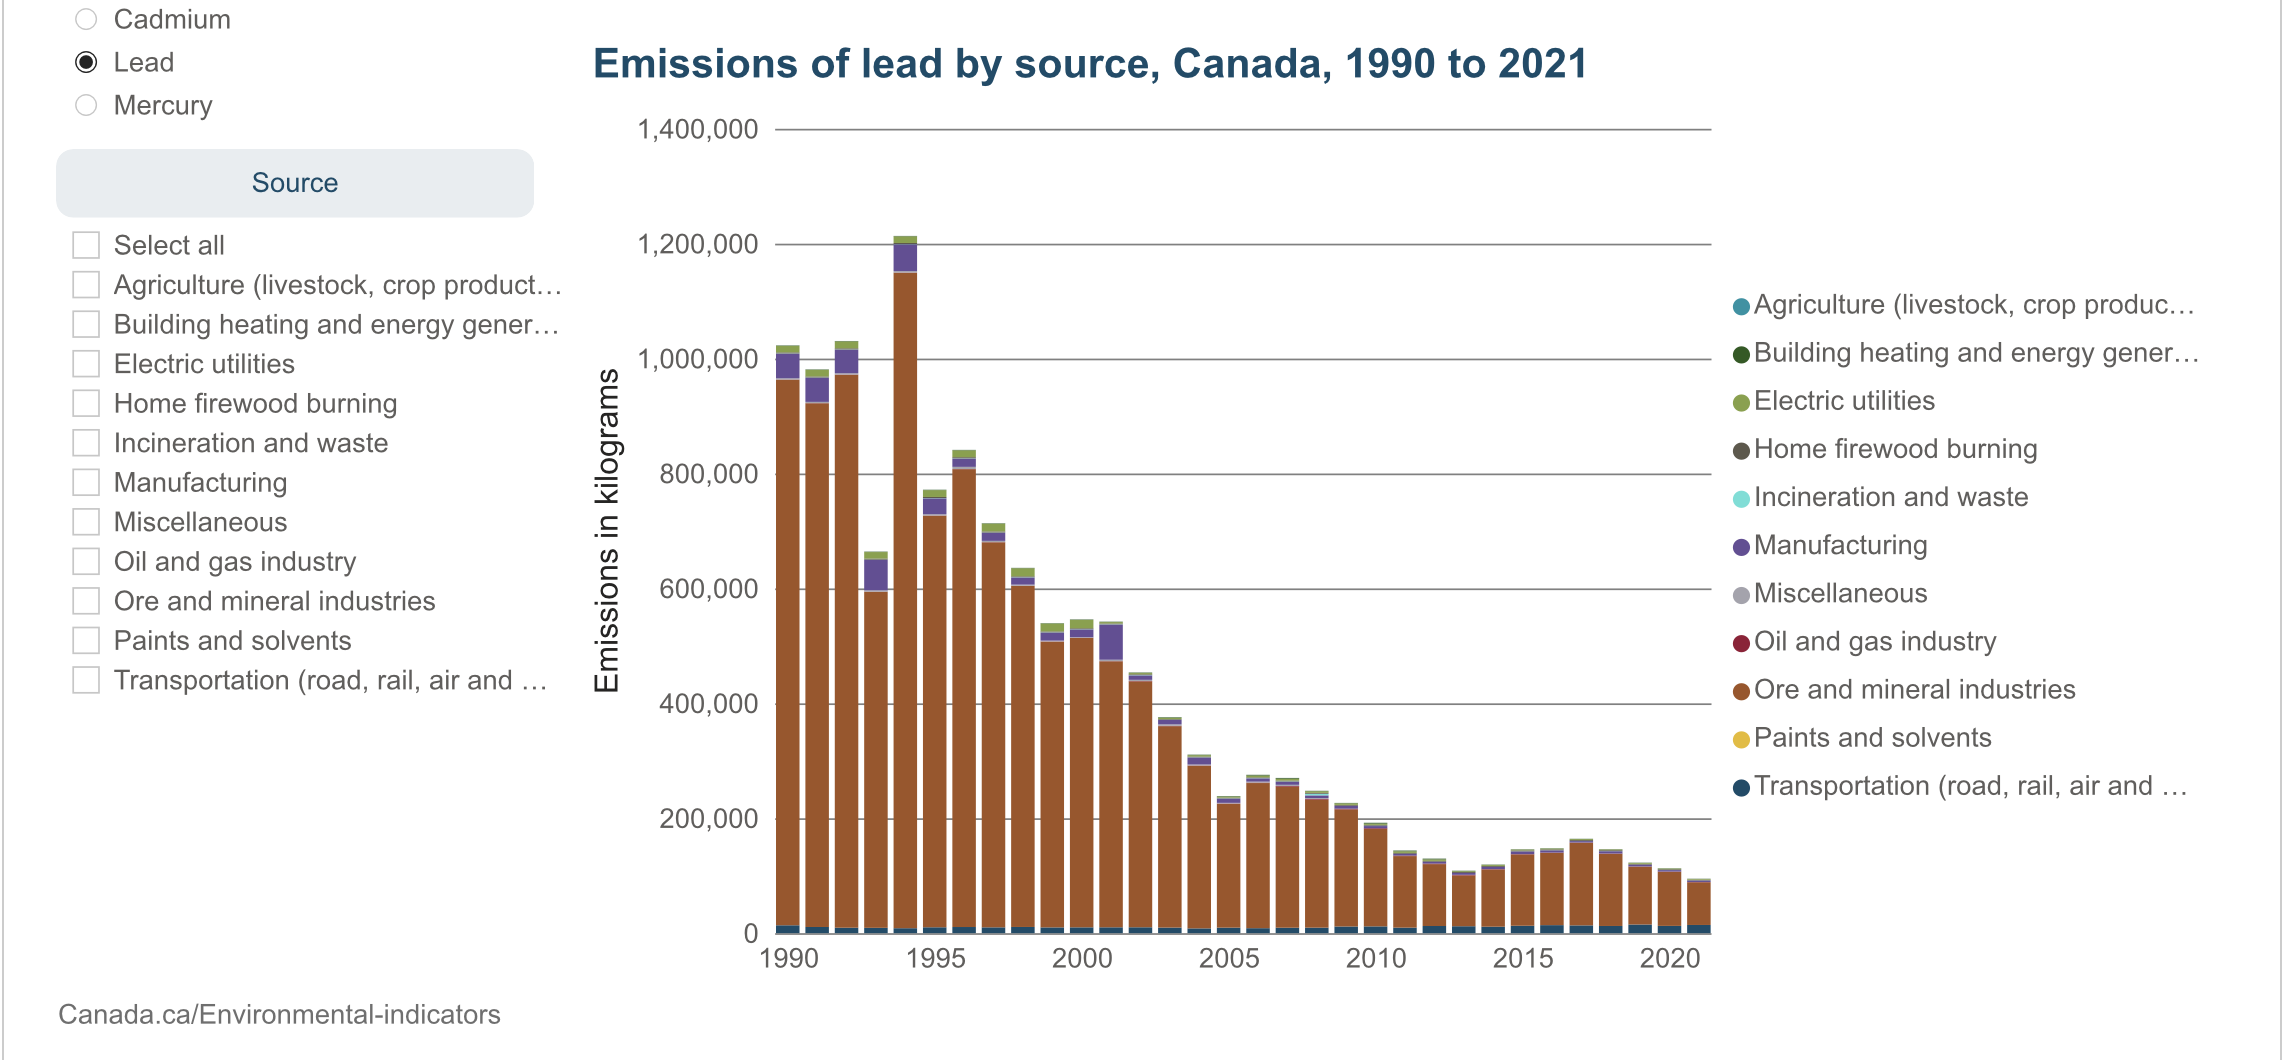 Cadmium
Lead
Mercury
Source
Select all
Agriculture (livestock, crop product…
Building heating and energy gener…
Electric utilities
Home firewood burning
Incineration and waste
Manufacturing
Miscellaneous
Oil and gas industry
Ore and mineral industries
Paints and solvents
Transportation (road, rail, air and …
Canada.ca/Environmental-indicators
Emissions of lead by source, Canada, 1990 to 2021
Emissions in kilograms
1,400,000
1,200,000
1,000,000
800,000
600,000
400,000
200,000
0
1990 1995 2000 2005 2010 2015 2020
Agriculture (livestock, crop produc…
Building heating and energy gener…
Electric utilities
Home firewood burning
Incineration and waste
Manufacturing
Miscellaneous
Oil and gas industry
Ore and mineral industries
Paints and solvents
Transportation (road, rail, air and …